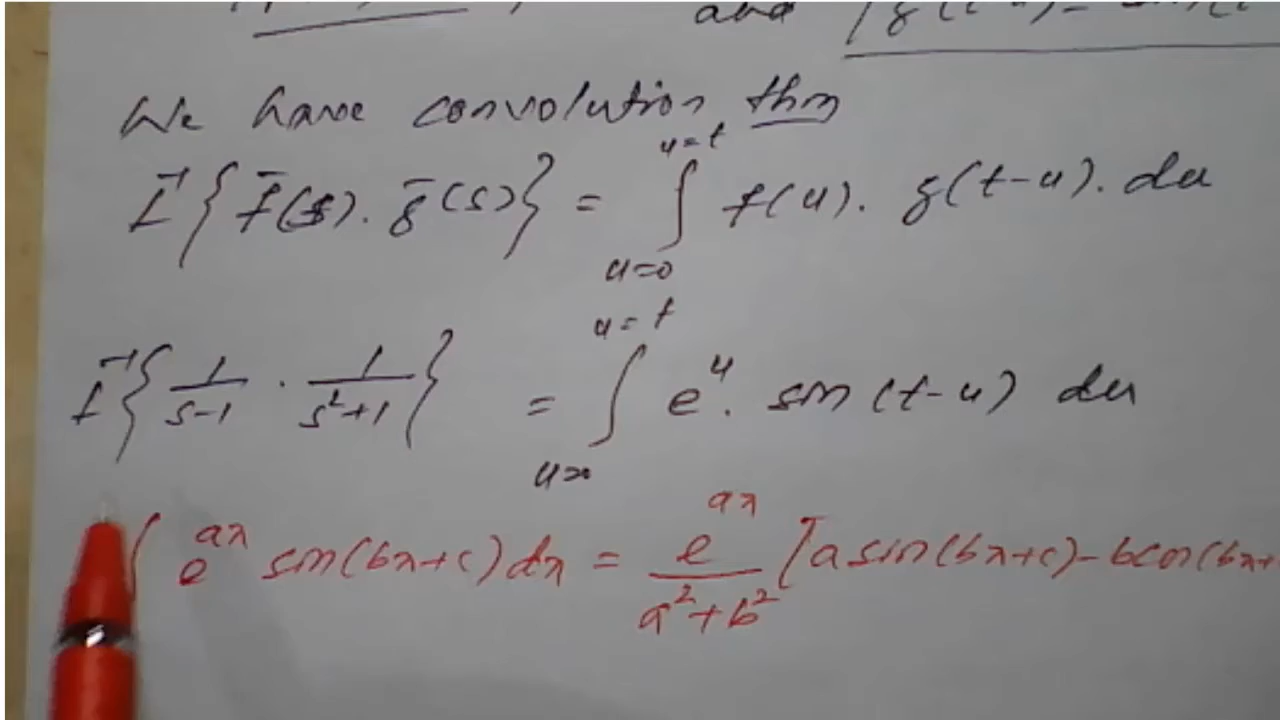 and
We have convolution thm
L⁻¹{f̄(s). ḡ(s)} = ∫ f(u). g(t-u). du
u=t
u=0
L⁻¹{1/(s-1) · 1/(s²+1)} = ∫ e^u. sin(t-u) du
u=t
u=0
∫ e^(ax) sin(bx+c)dx = e^(ax)/(a²+b²) [a sin(bx+c)-b cos(bx+